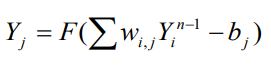 Y_j = F(∑ w_{i,j} Y_i^{n-1} - b_j)